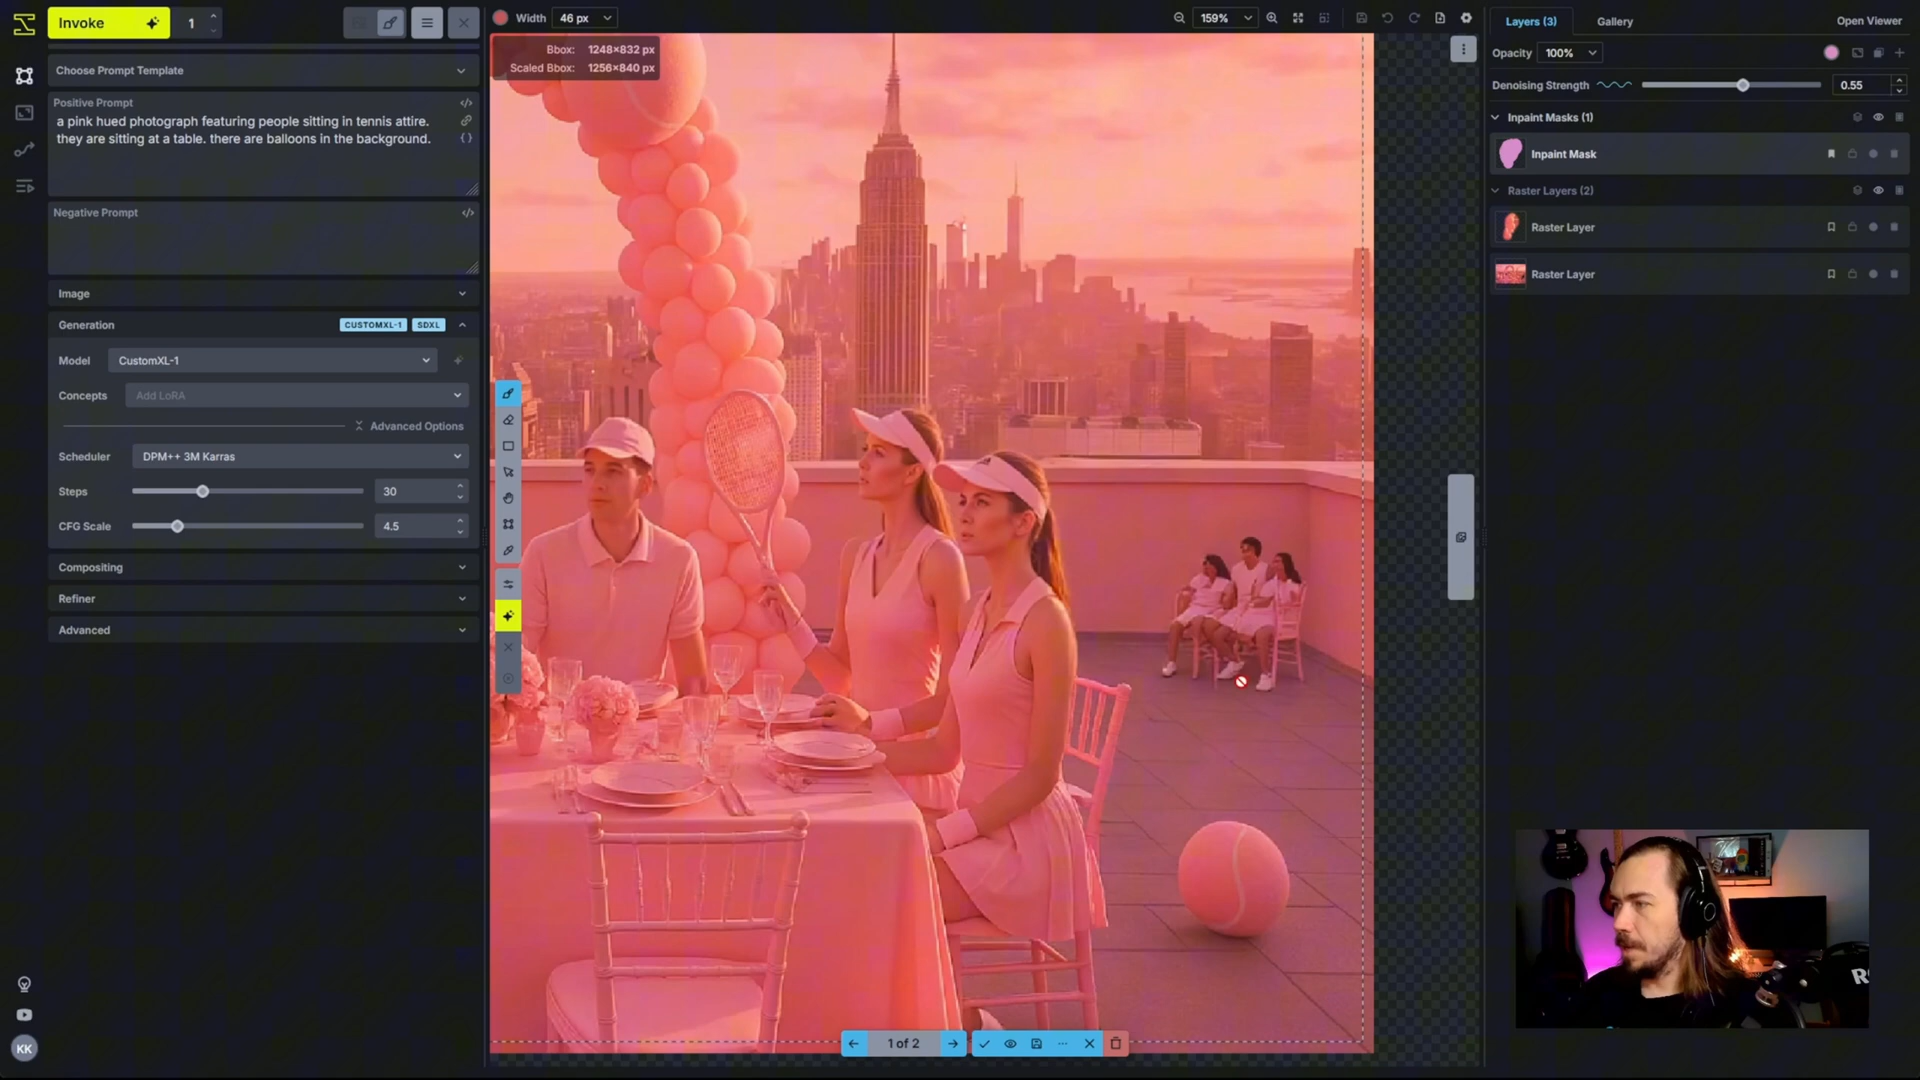 Invoke
1
Width
46 px
159%
Layers (3)
Gallery
Open Viewer
Bbox: 1248×832 px
Scaled Bbox: 1256×840 px
Opacity
100%
Choose Prompt Template
Denoising Strength
0.55
Positive Prompt
a pink hued photograph featuring people sitting in tennis attire.
they are sitting at a table. there are balloons in the background.
Inpaint Masks (1)
Inpaint Mask
Raster Layers (2)
Raster Layer
Raster Layer
Negative Prompt
Image
Generation
CUSTOMXL-1
SDXL
Model
CustomXL-1
Concepts
Add LoRA
Advanced Options
Scheduler
DPM++ 3M Karras
Steps
30
CFG Scale
4.5
Compositing
Refiner
Advanced
KK
1 of 2